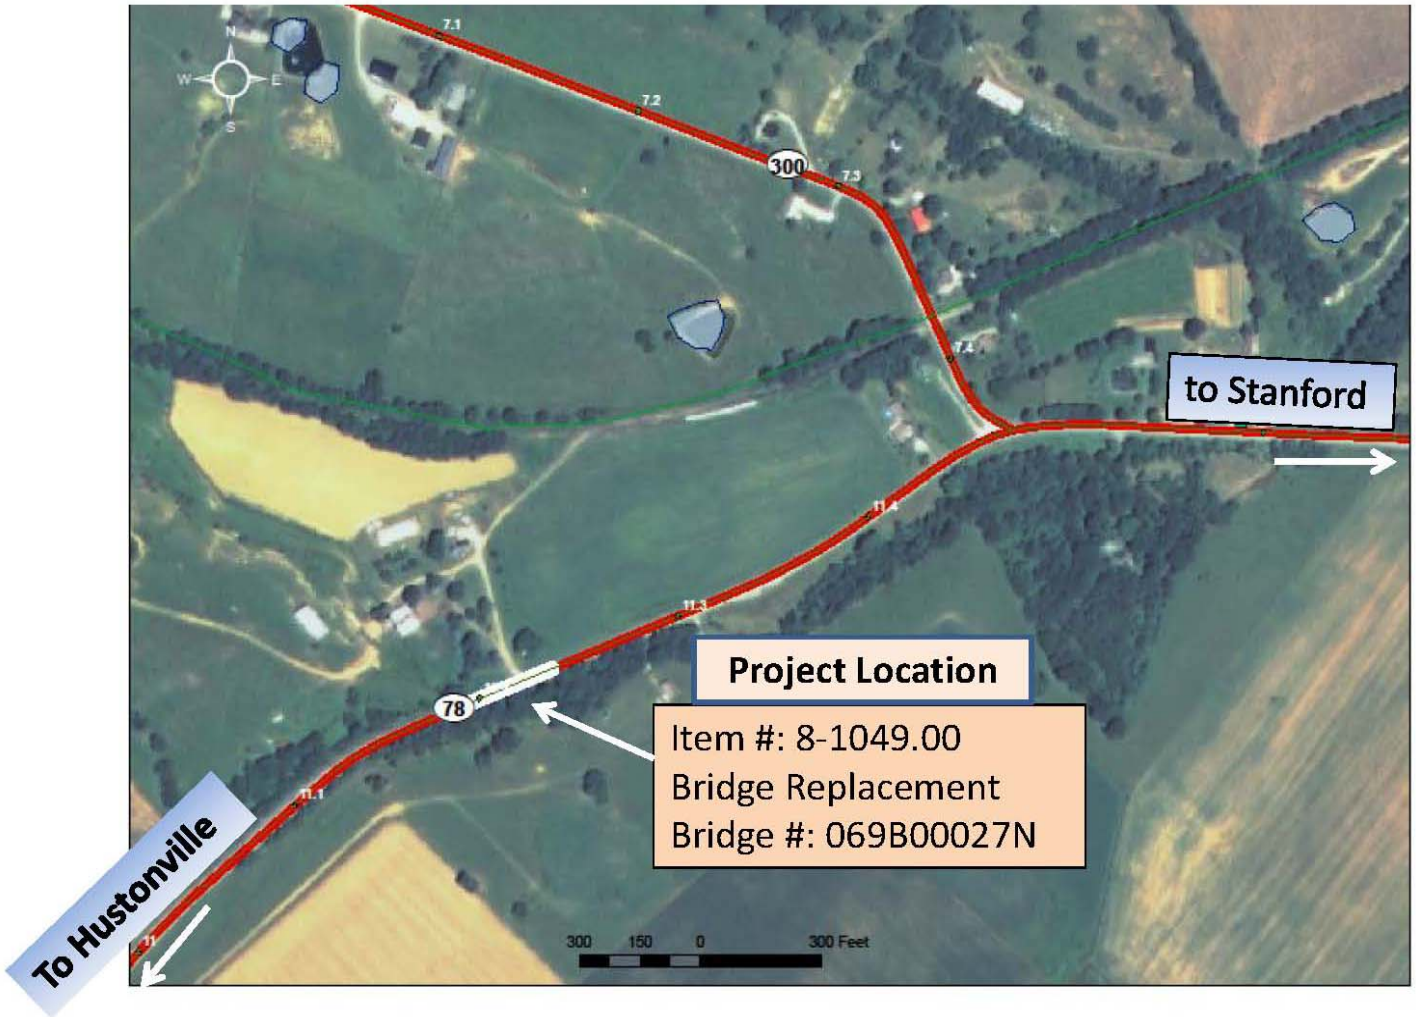 7.1
N
W E
S
7.2
300
7.3
7.4
to Stanford
11.4
11.3
Project Location
78
Item #: 8-1049.00
Bridge Replacement
Bridge #: 069B00027N
11.1
To Hustonville
11
300 150 0 300 Feet